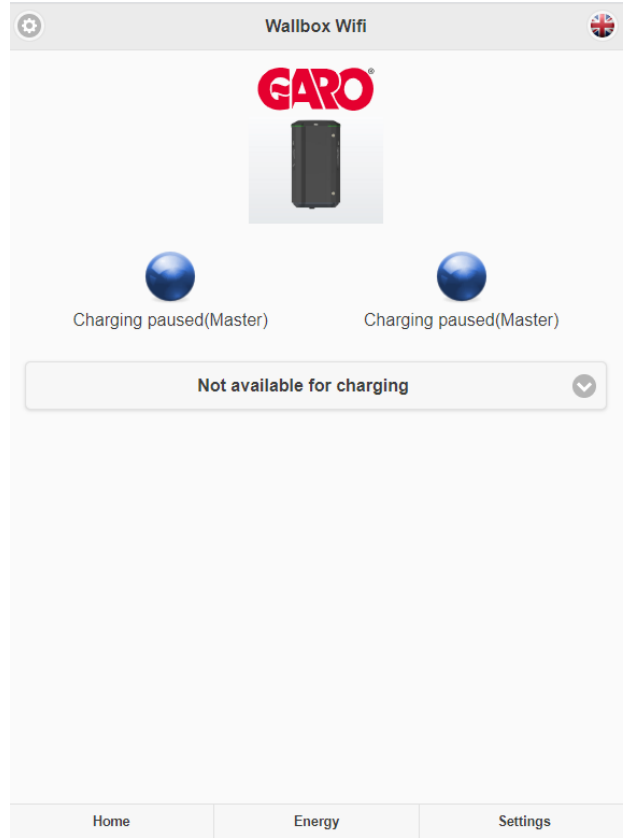 Wallbox Wifi
GARO®
Charging paused(Master)
Charging paused(Master)
Not available for charging
Home
Energy
Settings